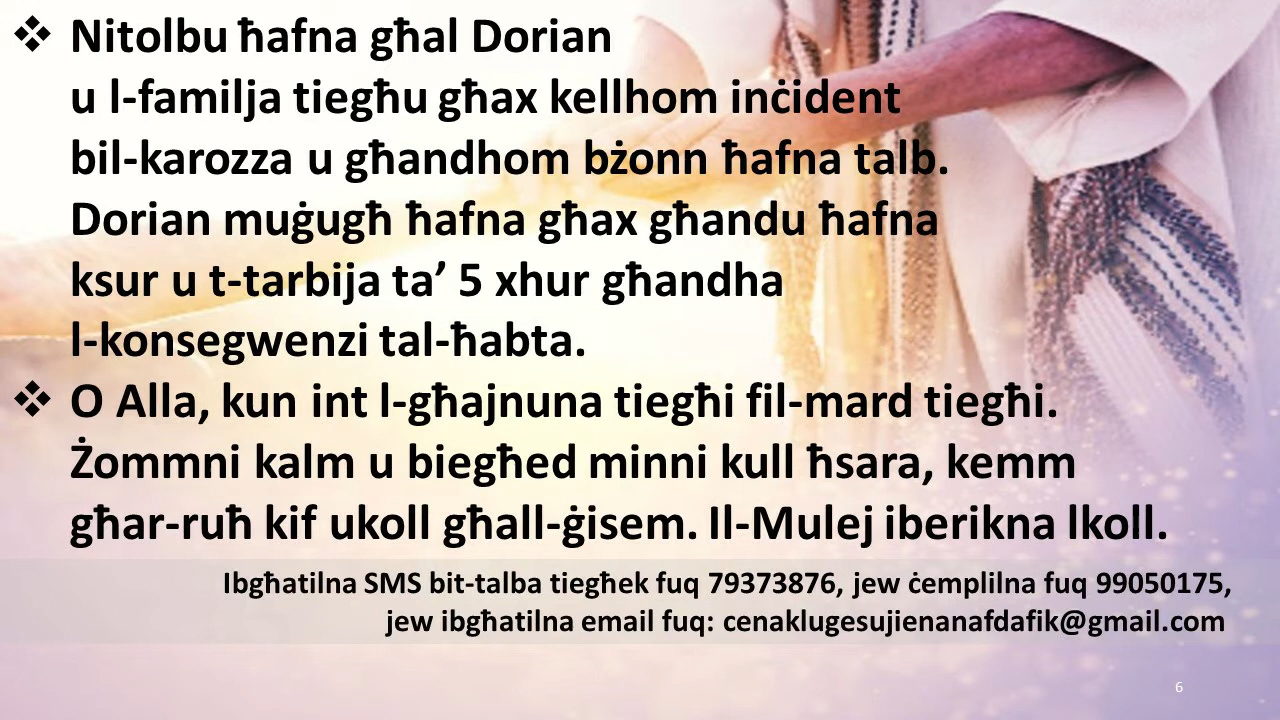 ❖ Nitolbu ħafna għal Dorian
u l-familja tiegħu għax kellhom inċident
bil-karozza u għandhom bżonn ħafna talb.
Dorian muġugħ ħafna għax għandu ħafna
ksur u t-tarbija ta’ 5 xhur għandha
l-konsegwenzi tal-ħabta.
❖ O Alla, kun int l-għajnuna tiegħi fil-mard tiegħi.
Żommni kalm u biegħed minni kull ħsara, kemm
għar-ruħ kif ukoll għall-ġisem. Il-Mulej iberikna lkoll.
Ibgħatilna SMS bit-talba tiegħek fuq 79373876, jew ċemplilna fuq 99050175,
jew ibgħatilna email fuq: cenaklugesujienanafdafik@gmail.com
6